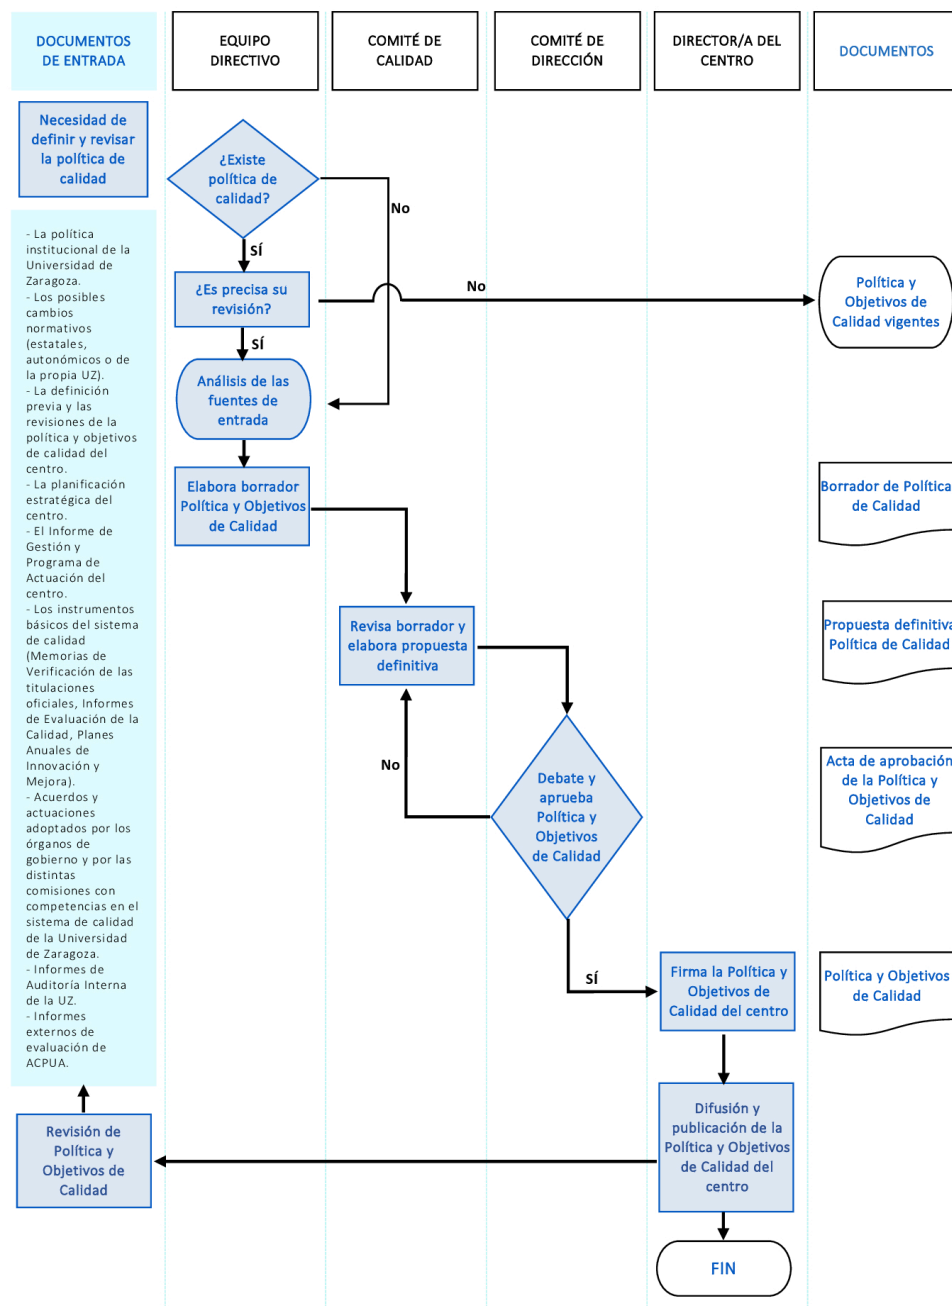 DOCUMENTOS
DE ENTRADA
EQUIPO
DIRECTIVO
COMITÉ DE
CALIDAD
COMITÉ DE
DIRECCIÓN
DIRECTOR/A DEL
CENTRO
DOCUMENTOS
Necesidad de
definir y revisar
la política de
calidad
¿Existe
política de
calidad?
No
SÍ
¿Es precisa su
revisión?
No
Política y
Objetivos de
Calidad vigentes
SÍ
Análisis de las
fuentes de
entrada
- La política
institucional de la
Universidad de
Zaragoza.
- Los posibles
cambios
normativos
(estatales,
autonómicos o de
la propia UZ).
- La definición
previa y las
revisiones de la
política y objetivos
de calidad del
centro.
- La planificación
estratégica del
centro.
- El Informe de
Gestión y
Programa de
Actuación del
centro.
- Los instrumentos
básicos del sistema
de calidad
(Memorias de
Verificación de las
titulaciones
oficiales, Informes
de Evaluación de la
Calidad, Planes
Anuales de
Innovación y
Mejora).
- Acuerdos y
actuaciones
adoptados por los
órganos de
gobierno y por las
distintas
comisiones con
competencias en el
sistema de calidad
de la Universidad
de Zaragoza.
- Informes de
Auditoría Interna
de la UZ.
- Informes
externos de
evaluación de
ACPUA.
Elabora borrador
Política y Objetivos
de Calidad
Borrador de Política
de Calidad
Revisa borrador y
elabora propuesta
definitiva
Propuesta definitiva
Política de Calidad
No
Debate y
aprueba
Política y
Objetivos
de Calidad
Acta de aprobación
de la Política y
Objetivos de
Calidad
SÍ
Firma la Política y
Objetivos de
Calidad del centro
Política y Objetivos
de Calidad
Revisión de
Política y
Objetivos de
Calidad
Difusión y
publicación de la
Política y Objetivos
de Calidad del
centro
FIN